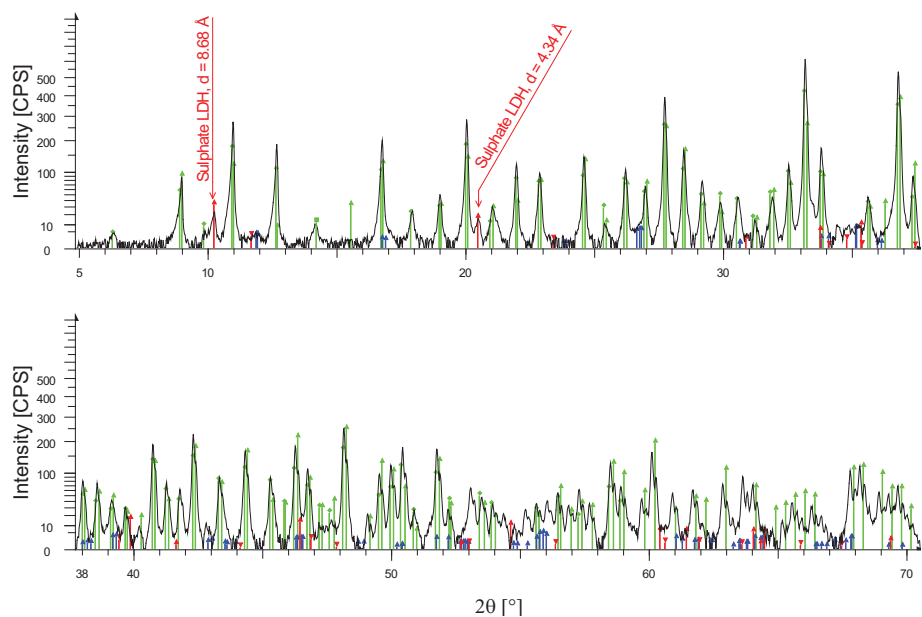 Sulphate LDH, d = 8.68 Å
Sulphate LDH, d = 4.34 Å
Intensity [CPS]
500
400
300
200
100
10
0
5 10 20 30
Intensity [CPS]
500
400
300
200
100
10
0
38 40 50 60 70
2θ [°]